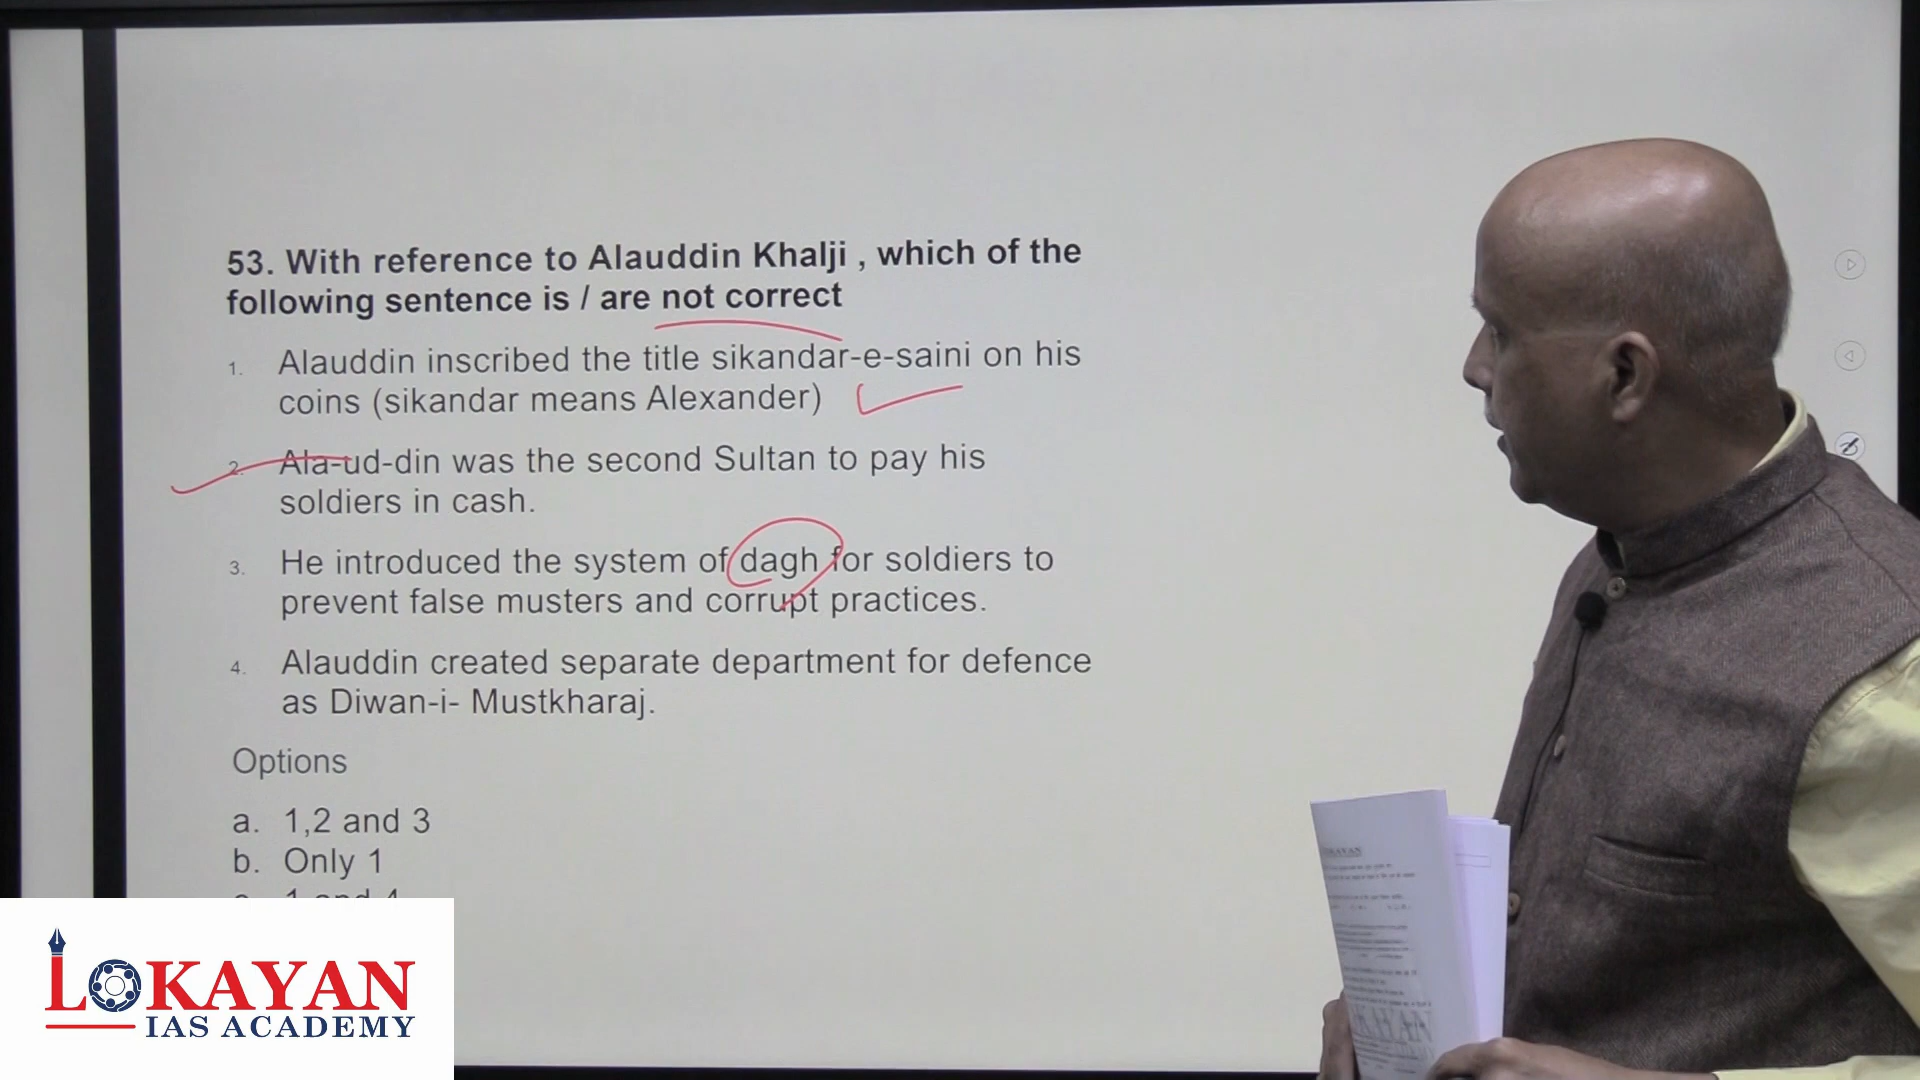 53. With reference to Alauddin Khalji , which of the
following sentence is / are not correct
1. Alauddin inscribed the title sikandar-e-saini on his
coins (sikandar means Alexander)
2. Ala-ud-din was the second Sultan to pay his
soldiers in cash.
3. He introduced the system of dagh for soldiers to
prevent false musters and corrupt practices.
4. Alauddin created separate department for defence
as Diwan-i- Mustkharaj.
Options
a. 1,2 and 3
b. Only 1
LOKAYAN
IAS ACADEMY